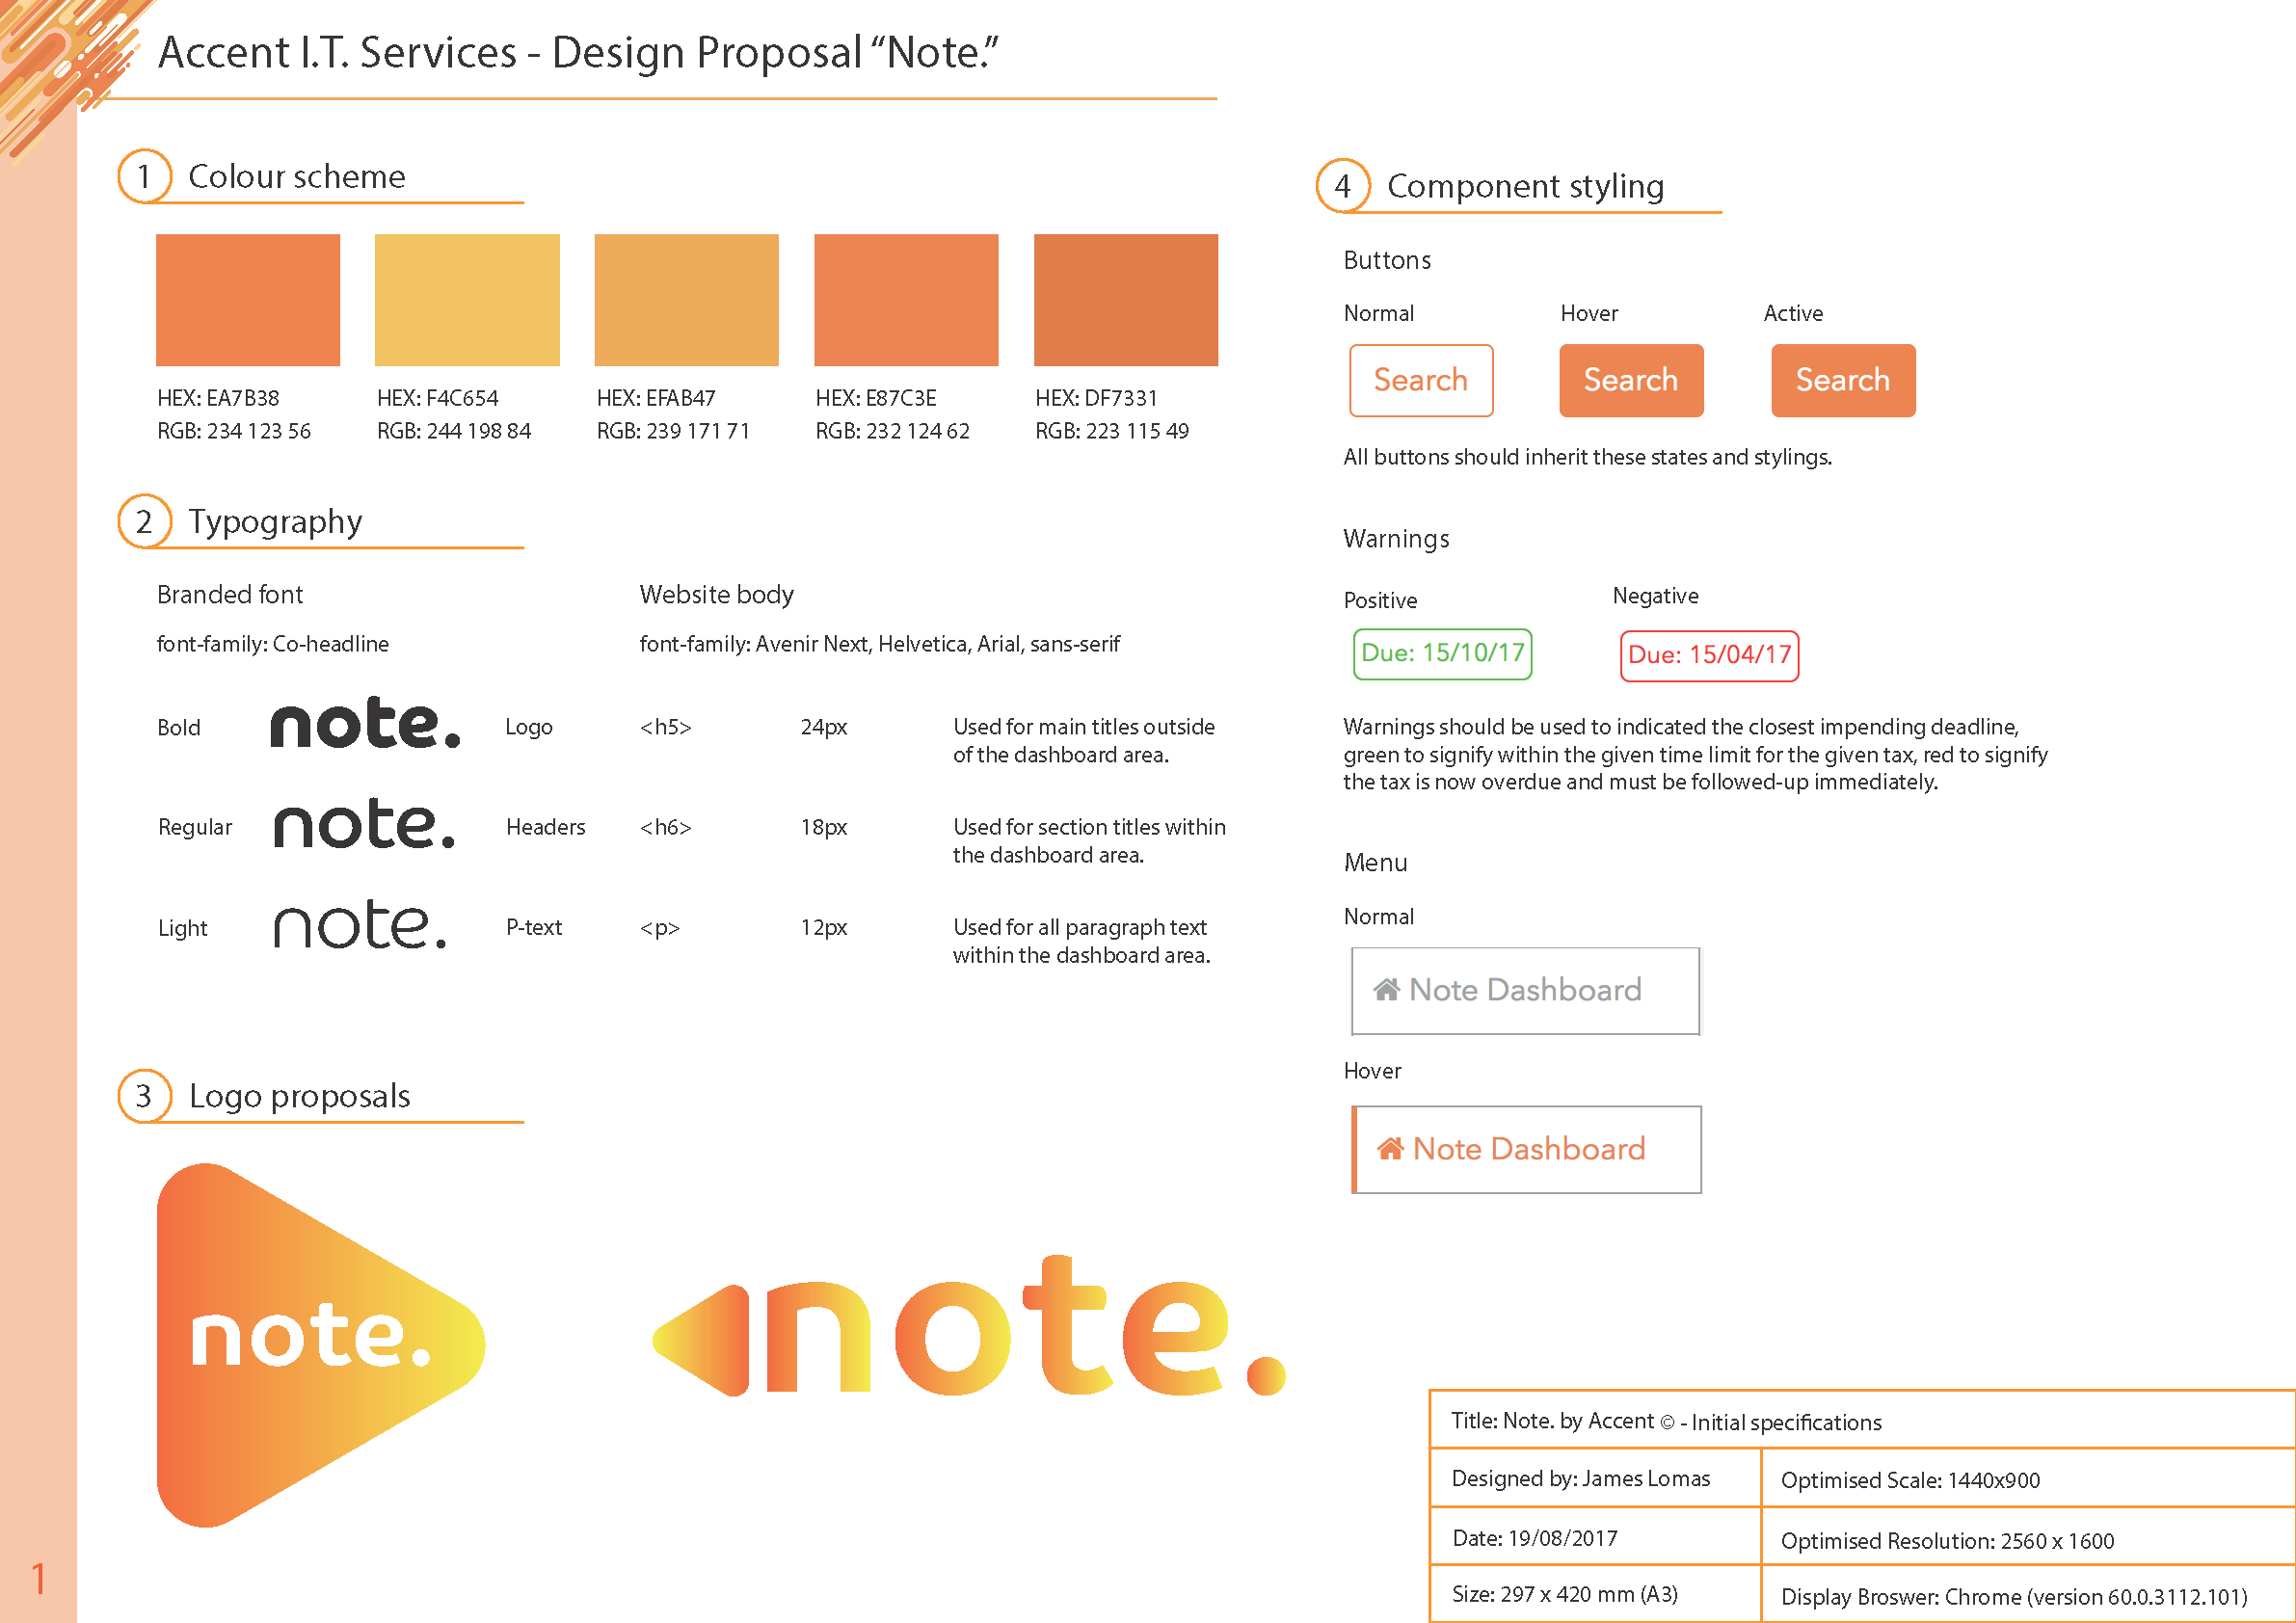 Accent I.T. Services - Design Proposal “Note.”
1 Colour scheme
HEX: EA7B38
RGB: 234 123 56
HEX: F4C654
RGB: 244 198 84
HEX: EFAB47
RGB: 239 171 71
HEX: E87C3E
RGB: 232 124 62
HEX: DF7331
RGB: 223 115 49
2 Typography
Branded font
font-family: Co-headline
Bold note. Logo
Regular note. Headers
Light note. P-text
Website body
font-family: Avenir Next, Helvetica, Arial, sans-serif
<h5> 24px Used for main titles outside
of the dashboard area.
<h6> 18px Used for section titles within
the dashboard area.
<p> 12px Used for all paragraph text
within the dashboard area.
3 Logo proposals
note.
note.
4 Component styling
Buttons
Normal Hover Active
Search Search Search
All buttons should inherit these states and stylings.
Warnings
Positive Negative
Due: 15/10/17 Due: 15/04/17
Warnings should be used to indicated the closest impending deadline,
green to signify within the given time limit for the given tax, red to signify
the tax is now overdue and must be followed-up immediately.
Menu
Normal
Note Dashboard
Hover
Note Dashboard
Title: Note. by Accent © - Initial specifications
Designed by: James Lomas Optimised Scale: 1440x900
Date: 19/08/2017 Optimised Resolution: 2560 x 1600
Size: 297 x 420 mm (A3) Display Broswer: Chrome (version 60.0.3112.101)
1